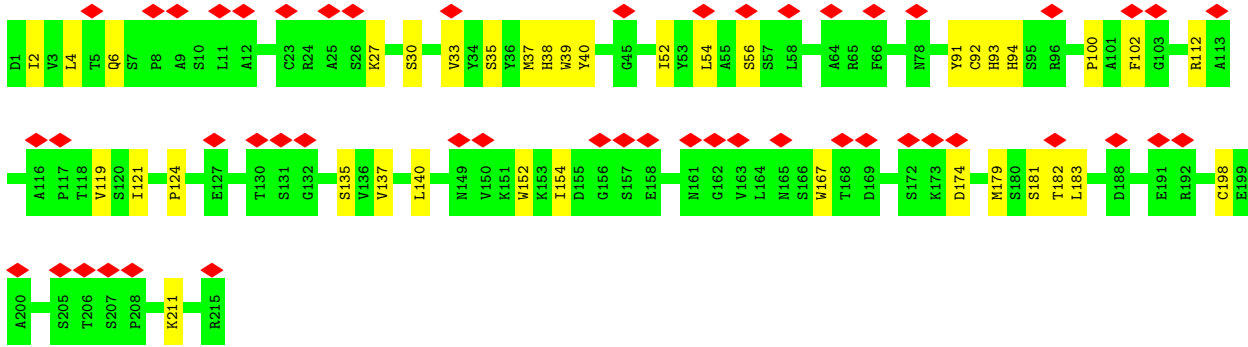 D1 I2 V3 L4 T5 Q6 S7 P8 A9 S10 L11 A12 C23 R24 A25 S26 K27 S30 V33 Y34 S35 Y36 M37 H38 W39 Y40 G45 I52 Y53 L54 A55 S56 S57 L58 A64 R65 F66 N78 Y91 C92 H93 H94 S95 R96 P100 A101 F102 G103 R112 A113
A116 P117 T118 V119 S120 I121 P124 E127 T130 S131 G132 S135 V136 V137 L140 N149 V150 K151 W152 K153 I154 D155 G156 S157 E158 N161 G162 V163 L164 N165 S166 W167 T168 D169 S172 K173 D174 M179 S180 S181 T182 L183 D188 E191 R192 C198 E199
A200 S205 T206 S207 P208 K211 R215